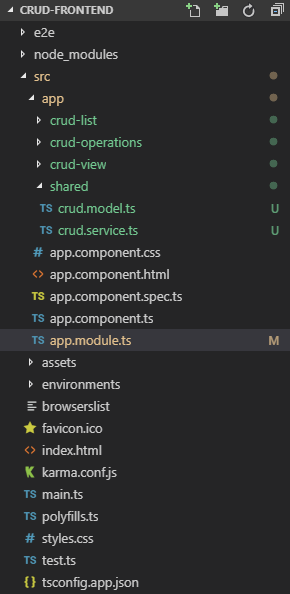 CRUD-FRONTEND
e2e
node_modules
src
app
crud-list
crud-operations
crud-view
shared
TS crud.model.ts U
TS crud.service.ts U
# app.component.css
<> app.component.html
TS app.component.spec.ts
TS app.component.ts
TS app.module.ts M
assets
environments
browserslist
favicon.ico
<> index.html
K karma.conf.js
TS main.ts
TS polyfills.ts
# styles.css
TS test.ts
{} tsconfig.app.json